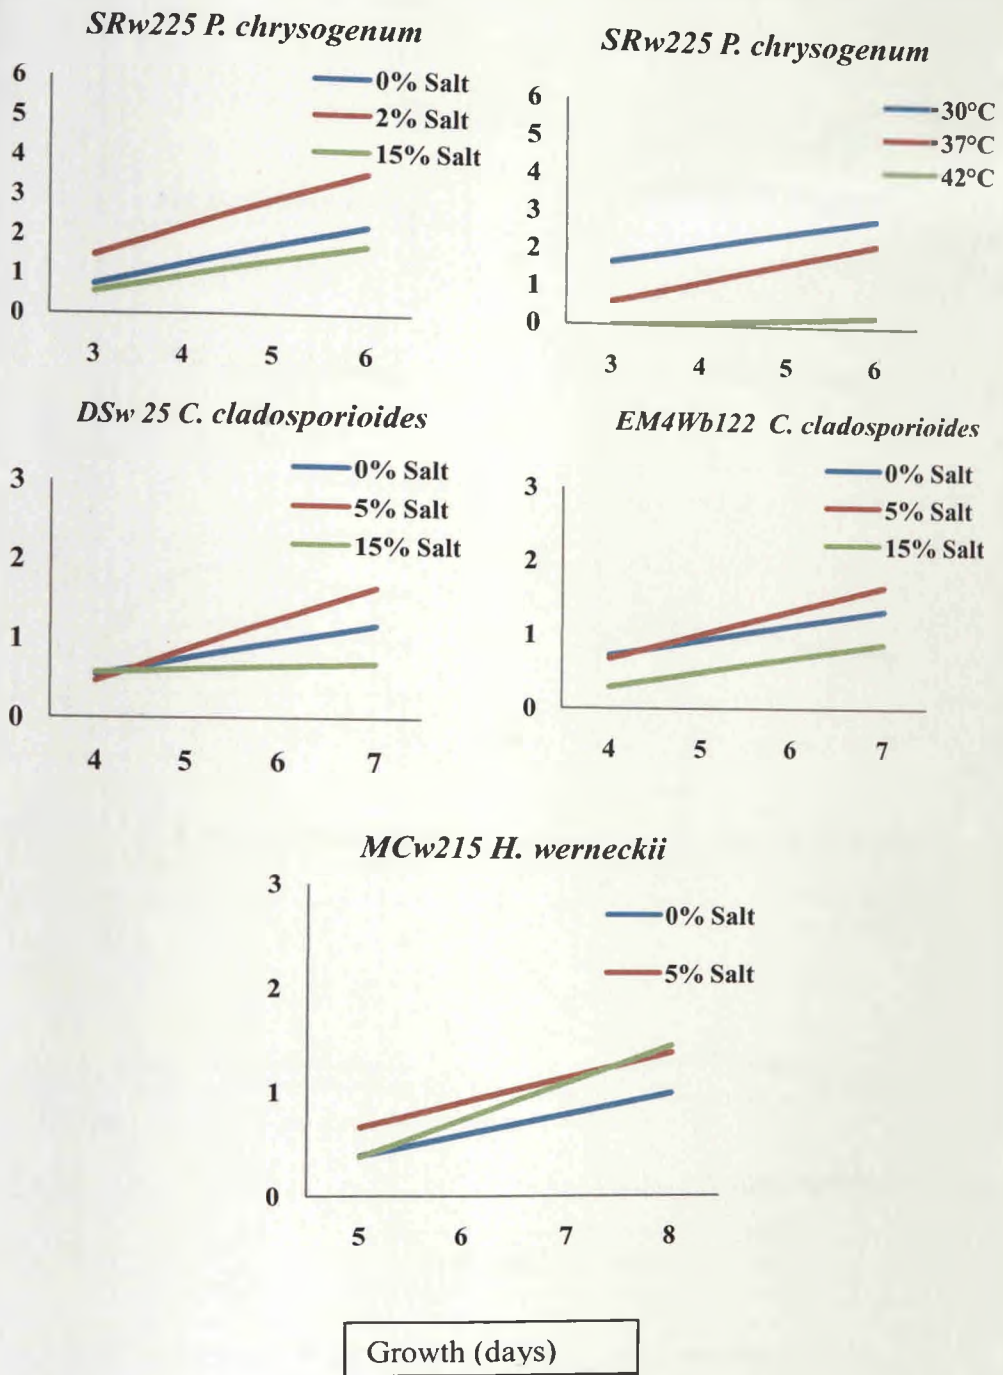 SRw225 P. chrysogenum
6
5
4
3
2
1
0
3 4 5 6
0% Salt
2% Salt
15% Salt
SRw225 P. chrysogenum
6
5
4
3
2
1
0
3 4 5 6
30°C
37°C
42°C
DSw 25 C. cladosporioides
3
2
1
0
4 5 6 7
0% Salt
5% Salt
15% Salt
EM4Wb122 C. cladosporioides
3
2
1
0
4 5 6 7
0% Salt
5% Salt
15% Salt
MCw215 H. werneckii
3
2
1
0
5 6 7 8
0% Salt
5% Salt
Growth (days)